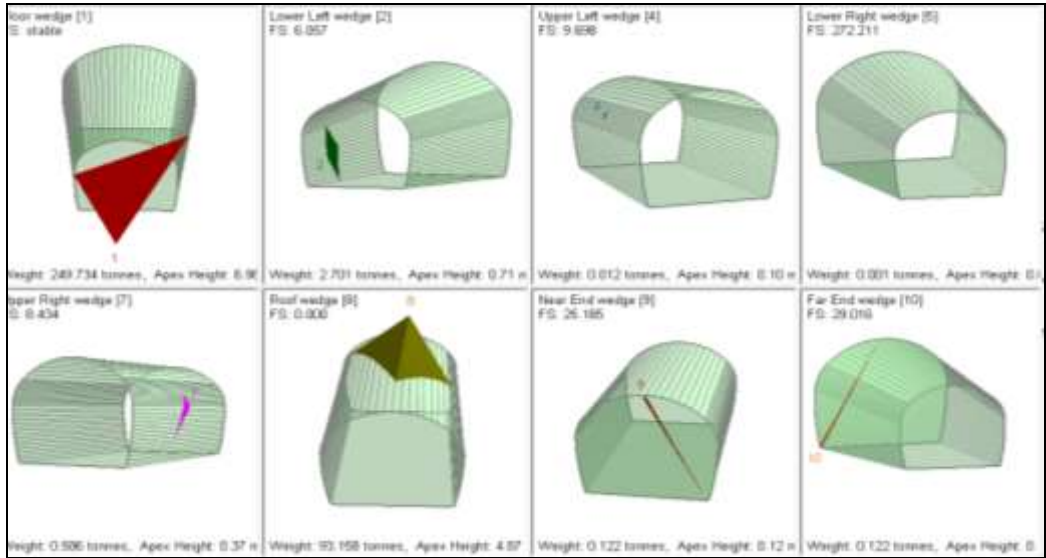 loor wedge [1]
S: stable
1
Weight: 249.734 tonnes, Apex Height: 6.96
Lower Left wedge [2]
FS: 6.057
Weight: 2.701 tonnes, Apex Height: 0.71 m
Upper Left wedge [4]
FS: 9.698
Weight: 0.012 tonnes, Apex Height: 0.10 m
Lower Right wedge [5]
FS: 272.211
Weight: 0.001 tonnes, Apex Height:
pper Right wedge [7]
S: 8.434
Weight: 0.586 tonnes, Apex Height: 0.37 m
Roof wedge [8]
FS: 0.000
8
Weight: 93.158 tonnes, Apex Height: 4.87
Near End wedge [9]
FS: 26.185
9
Weight: 0.122 tonnes, Apex Height: 0.12 m
Far End wedge [10]
FS: 29.016
10
Weight: 0.122 tonnes, Apex Height: 0.